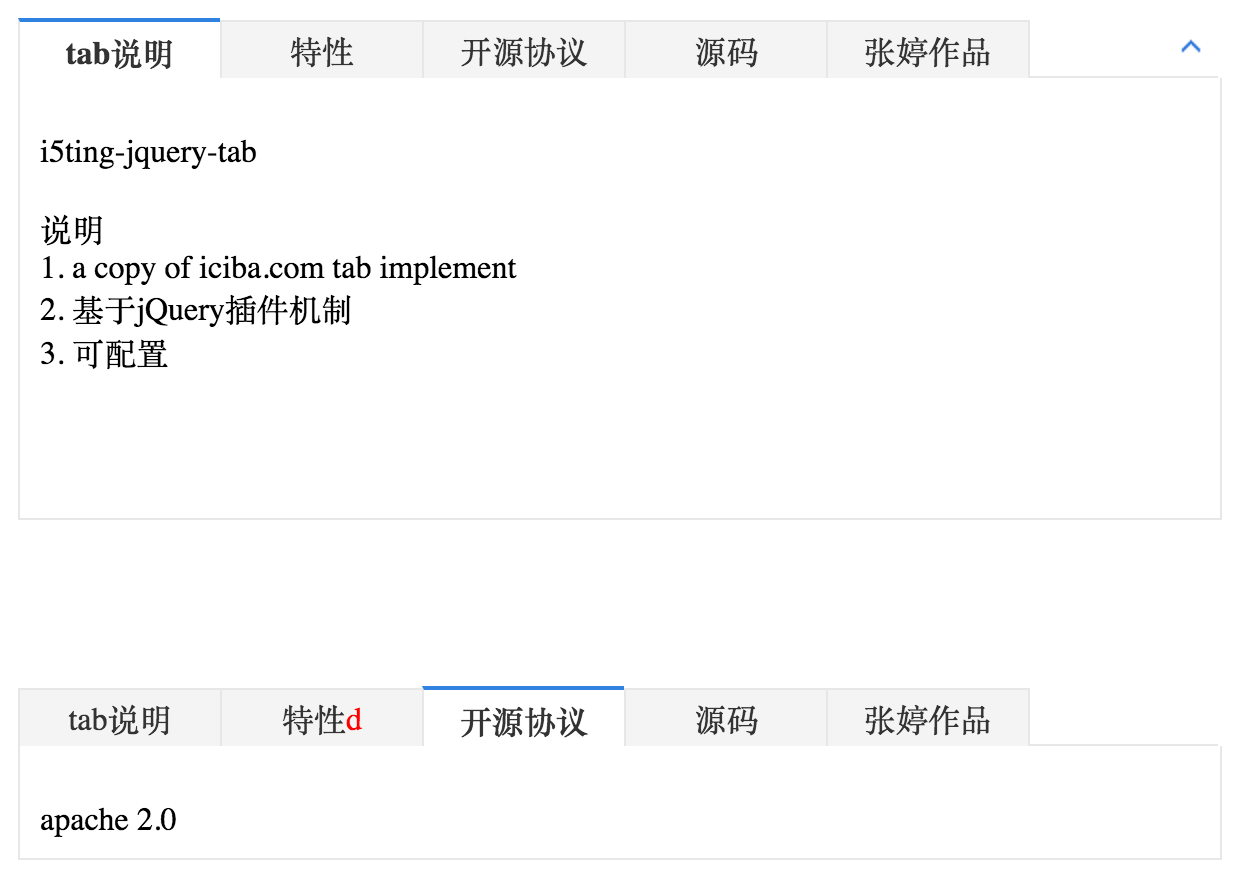 tab说明 特性 开源协议 源码 张婷作品
i5ting-jquery-tab
说明
1. a copy of iciba.com tab implement
2. 基于jQuery插件机制
3. 可配置
tab说明 特性d 开源协议 源码 张婷作品
apache 2.0